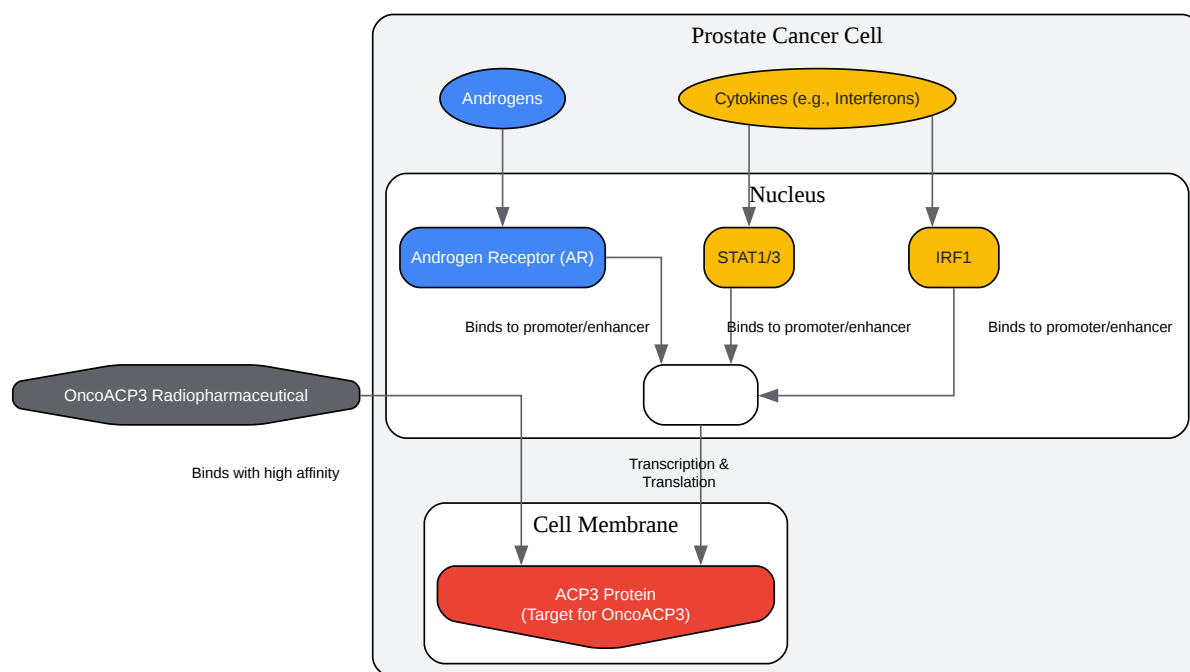 Prostate Cancer Cell
Androgens
Cytokines (e.g., Interferons)
Nucleus
Androgen Receptor (AR)
STAT1/3
IRF1
Binds to promoter/enhancer
Binds to promoter/enhancer
Binds to promoter/enhancer
OncoACP3 Radiopharmaceutical
Binds with high affinity
Transcription &
Translation
Cell Membrane
ACP3 Protein
(Target for OncoACP3)